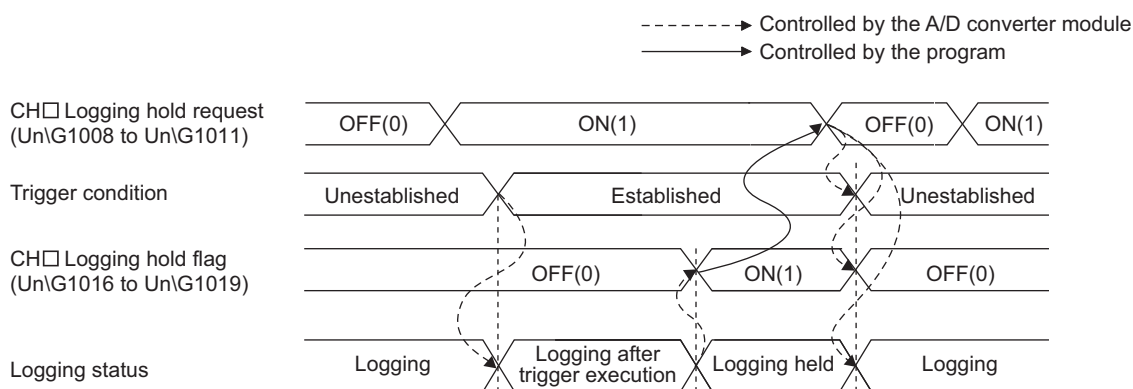 Controlled by the A/D converter module
Controlled by the program
CH□ Logging hold request
(Un\G1008 to Un\G1011)
OFF(0) ON(1) OFF(0) ON(1)
Trigger condition
Unestablished Established Unestablished
CH□ Logging hold flag
(Un\G1016 to Un\G1019)
OFF(0) ON(1) OFF(0)
Logging status
Logging
Logging after
trigger execution
Logging held
Logging